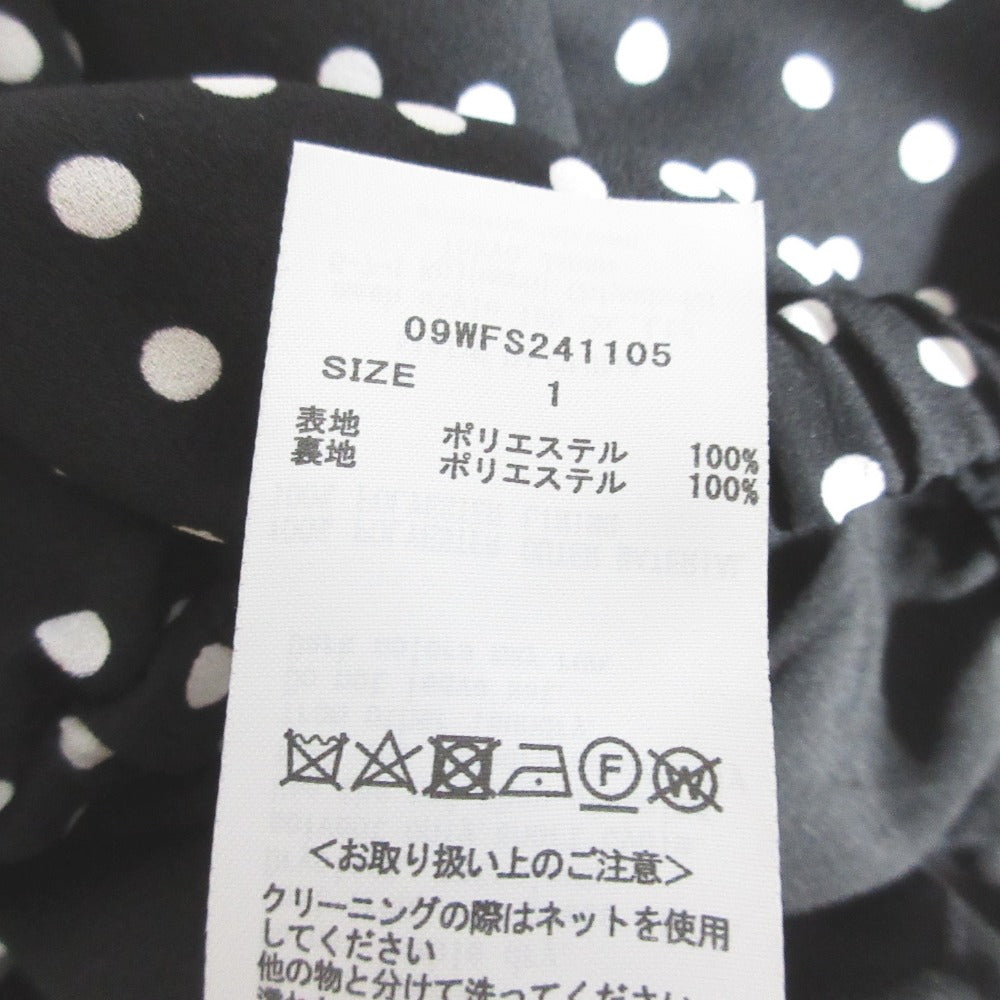 09WFS241105
SIZE 1
表地 ポリエステル 100%
裏地 ポリエステル 100%
F W
<お取り扱い上のご注意>
クリーニングの際はネットを使用
してください
他の物と分けて洗ってください